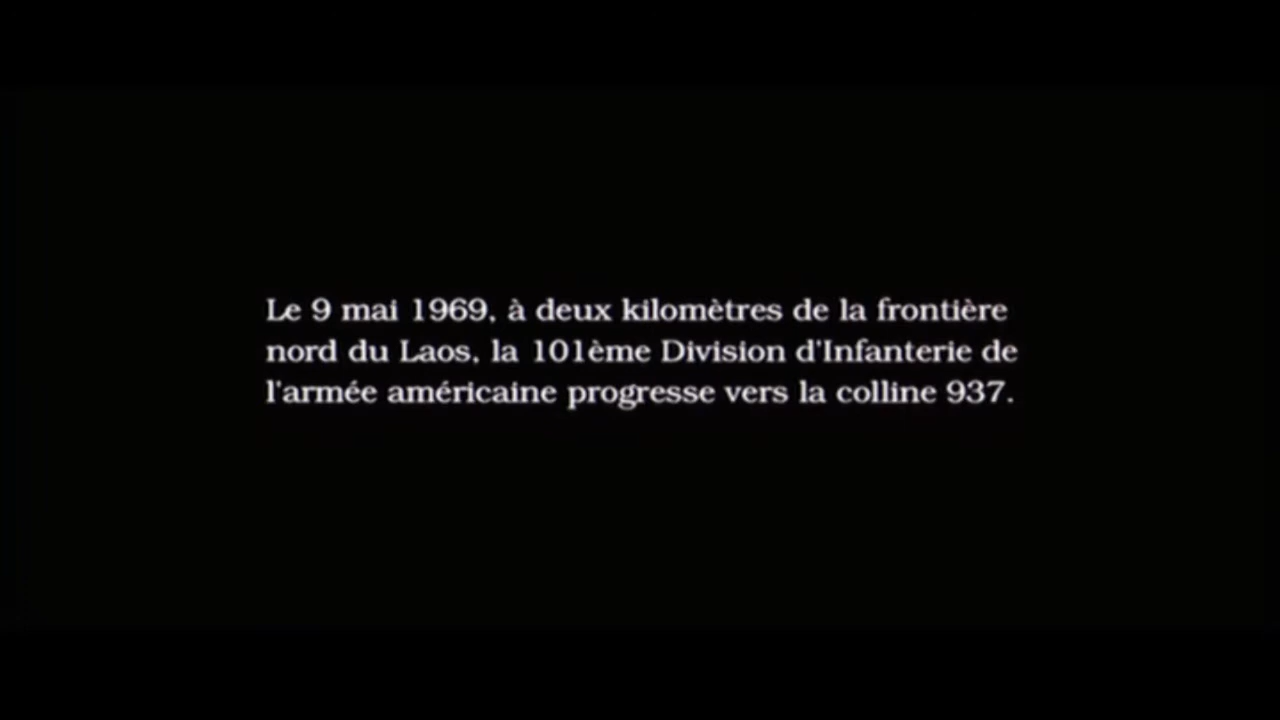 Le 9 mai 1969, à deux kilomètres de la frontière
nord du Laos, la 101ème Division d'Infanterie de
l'armée américaine progresse vers la colline 937.